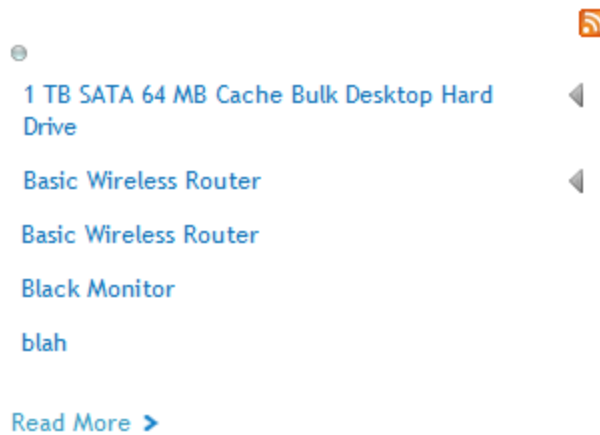 1 TB SATA 64 MB Cache Bulk Desktop Hard
Drive
Basic Wireless Router
Basic Wireless Router
Black Monitor
blah
Read More